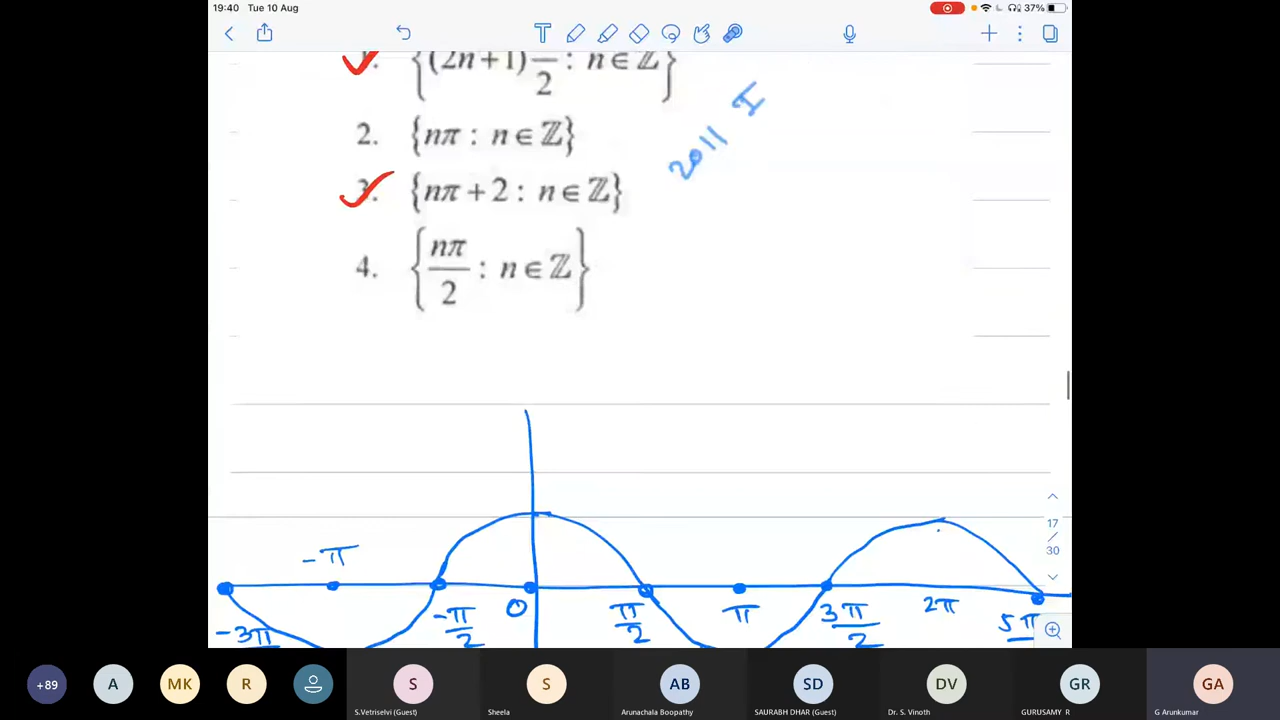 19:40 Tue 10 Aug
37%
1. {(2n+1)π/2 : n∈ℤ}
2. {nπ : n∈ℤ}
3. {nπ+2 : n∈ℤ}
4. {nπ/2 : n∈ℤ}
2011 I
-π
-3π
-π/2
0
π/2
π
3π/2
2π
5π
17
/
30
+89
A
MK
R
S
S
AB
SD
DV
GR
GA
S.Vetriselvi (Guest)
Sheela
Arunachala Boopathy
SAURABH DHAR (Guest)
Dr. S. Vinoth
GURUSAMY R
G Arunkumar